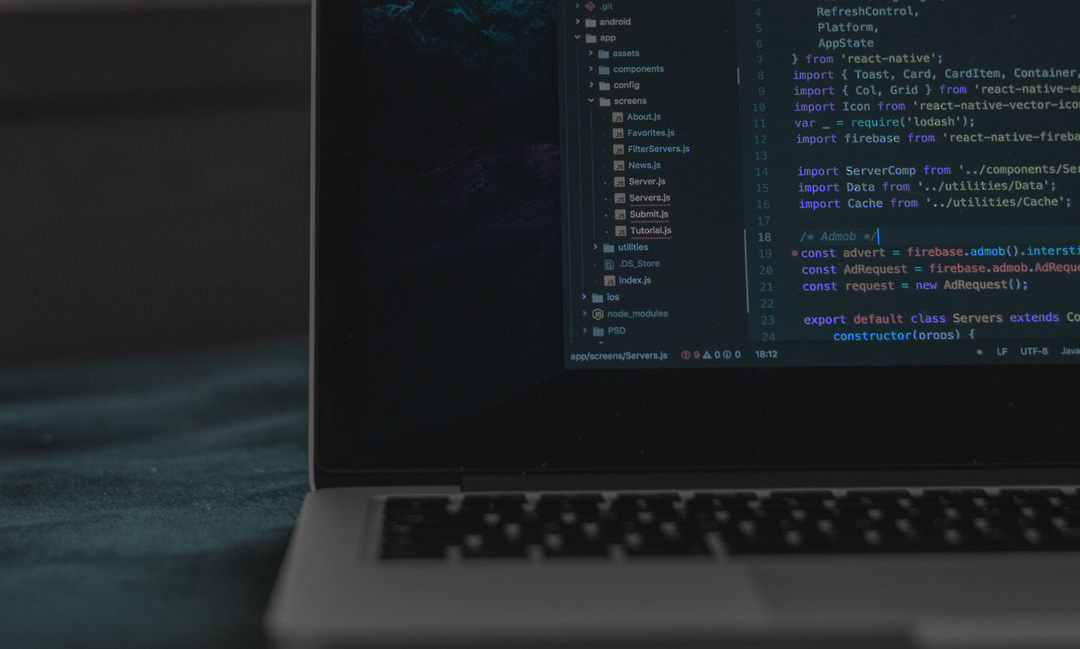 .git
android
app
assets
components
config
screens
About.js
Favorites.js
FilterServers.js
News.js
Server.js
Servers.js
Submit.js
Tutorial.js
utilities
.DS_Store
index.js
ios
node_modules
PSD
app/screens/Servers.js 9 0 0 18:12
LF UTF-8 Java
4 RefreshControl,
5 Platform,
6 AppState
7 } from 'react-native';
8 import { Toast, Card, CardItem, Container,
9 import { Col, Grid } from 'react-native-ea
10 import Icon from 'react-native-vector-icon
11 var _ = require('lodash');
12 import firebase from 'react-native-fireba
13
14 import ServerComp from '../components/Ser
15 import Data from '../utilities/Data';
16 import Cache from '../utilities/Cache';
17
18 /* Admob */
19 const advert = firebase.admob().intersti
20 const AdRequest = firebase.admob.AdReque
21 const request = new AdRequest();
22
23 export default class Servers extends Co
24 constructor(props) {